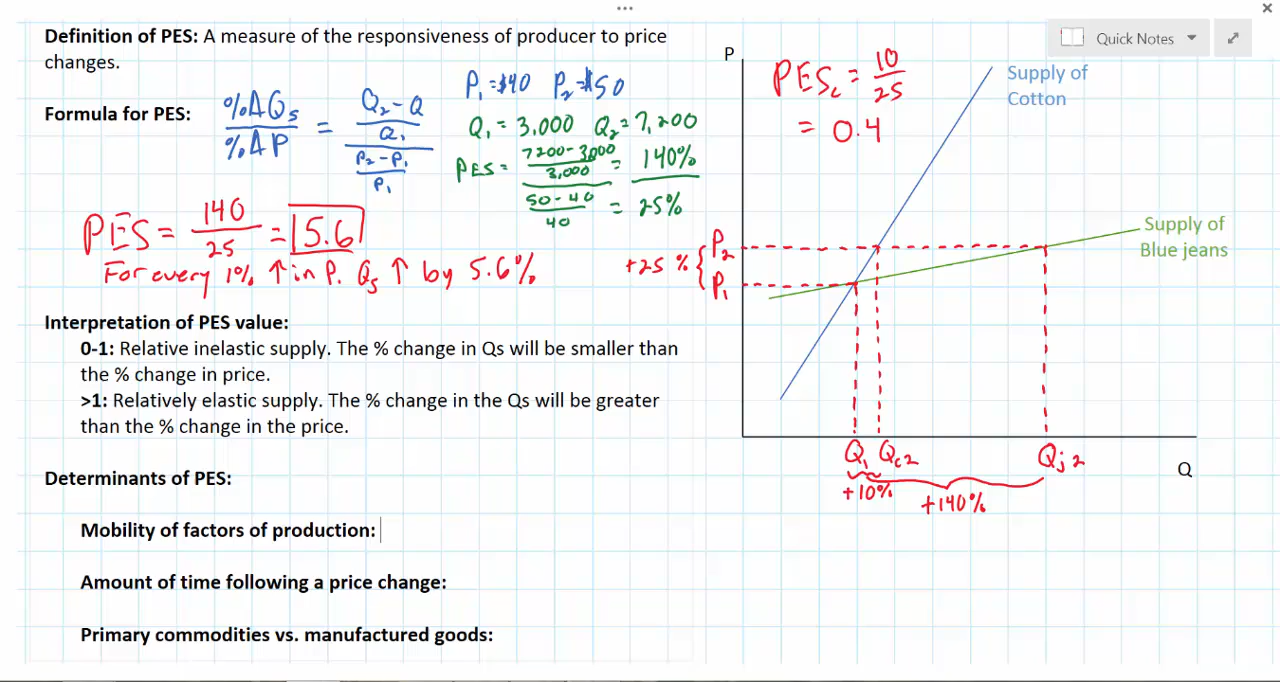 Definition of PES: A measure of the responsiveness of producer to price
changes.
Formula for PES: %ΔQs / %ΔP = (Q2 - Q / Q1) / (P2 - P1 / P1)
P1 = $40 P2 = $50
Q1 = 3,000 Q2 = 7,200
PES = (7200 - 3,000 / 3,000) / (50 - 40 / 40) = 140% / = 25%
PES = 140 / 25 = 5.6
For every 1% ↑ in P. Qs ↑ by 5.6%
Interpretation of PES value:
0-1: Relative inelastic supply. The % change in Qs will be smaller than
the % change in price.
>1: Relatively elastic supply. The % change in the Qs will be greater
than the % change in the price.
Determinants of PES:
Mobility of factors of production:
Amount of time following a price change:
Primary commodities vs. manufactured goods:
Quick Notes
P
PESc = 10 / 25
= 0.4
Supply of
Cotton
Supply of
Blue jeans
P2
+25 %
P1
Q1 Qc2 Qj2
Q
+10% +140%